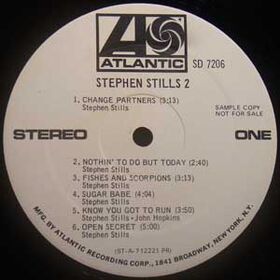 ATLANTIC
SD 7206
STEPHEN STILLS 2
1. CHANGE PARTNERS (3:13)
Stephen Stills
SAMPLE COPY
NOT FOR SALE
STEREO
ONE
2. NOTHIN' TO DO BUT TODAY (2:40)
Stephen Stills
3. FISHES AND SCORPIONS (3:13)
Stephen Stills
4. SUGAR BABE (4:04)
Stephen Stills
5. KNOW YOU GOT TO RUN (3:50)
Stephen Stills - John Hopkins
6. OPEN SECRET (5:00)
Stephen Stills
(ST-A-712221 PR)
MFG. BY ATLANTIC RECORDING CORP., 1841 BROADWAY, NEW YORK, N.Y.